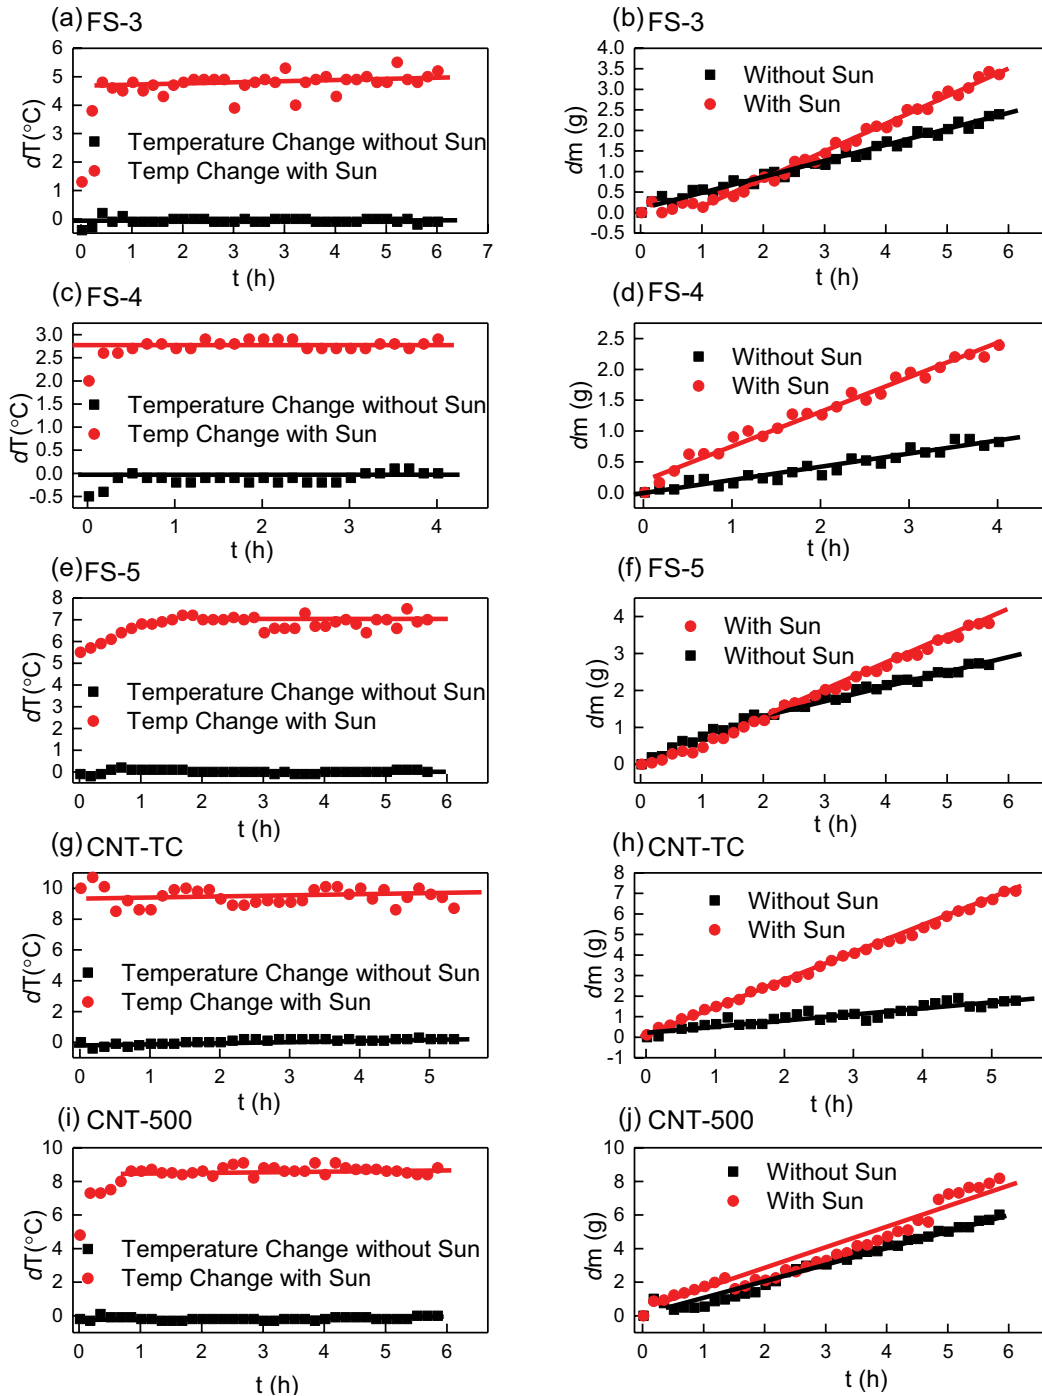 (a) FS-3
6
5
4
3
2
1
0
dT(°C)
Temperature Change without Sun
Temp Change with Sun
0 1 2 3 4 5 6 7
t (h)
(b) FS-3
4.0
3.5
3.0
2.5
2.0
1.5
1.0
0.5
0.0
-0.5
dm (g)
Without Sun
With Sun
0 1 2 3 4 5 6
t (h)
(c) FS-4
3.0
2.5
2.0
1.5
1.0
0.5
0.0
-0.5
dT(°C)
Temperature Change without Sun
Temp Change with Sun
0 1 2 3 4
t (h)
(d) FS-4
2.5
2.0
1.5
1.0
0.5
0.0
dm (g)
Without Sun
With Sun
0 1 2 3 4
t (h)
(e) FS-5
8
7
6
5
4
3
2
1
0
dT(°C)
Temperature Change without Sun
Temp Change with Sun
0 1 2 3 4 5 6
t (h)
(f) FS-5
4
3
2
1
0
dm (g)
With Sun
Without Sun
0 1 2 3 4 5 6
t (h)
(g) CNT-TC
10
8
6
4
2
0
dT(°C)
Temperature Change without Sun
Temp Change with Sun
0 1 2 3 4 5
t (h)
(h) CNT-TC
8
7
6
5
4
3
2
1
0
-1
dm (g)
Without Sun
With Sun
0 1 2 3 4 5
t (h)
(i) CNT-500
10
8
6
4
2
0
dT(°C)
Temperature Change without Sun
Temp Change with Sun
0 1 2 3 4 5 6
t (h)
(j) CNT-500
10
8
6
4
2
0
dm (g)
Without Sun
With Sun
0 1 2 3 4 5 6
t (h)